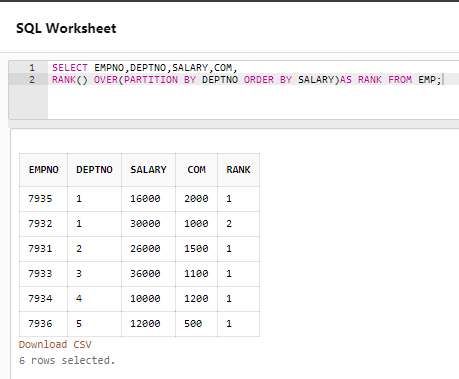 SQL Worksheet
1 SELECT EMPNO,DEPTNO,SALARY,COM,
2 RANK() OVER(PARTITION BY DEPTNO ORDER BY SALARY)AS RANK FROM EMP;
EMPNO DEPTNO SALARY COM RANK
7935 1 16000 2000 1
7932 1 30000 1000 2
7931 2 26000 1500 1
7933 3 36000 1100 1
7934 4 10000 1200 1
7936 5 12000 500 1
Download CSV
6 rows selected.